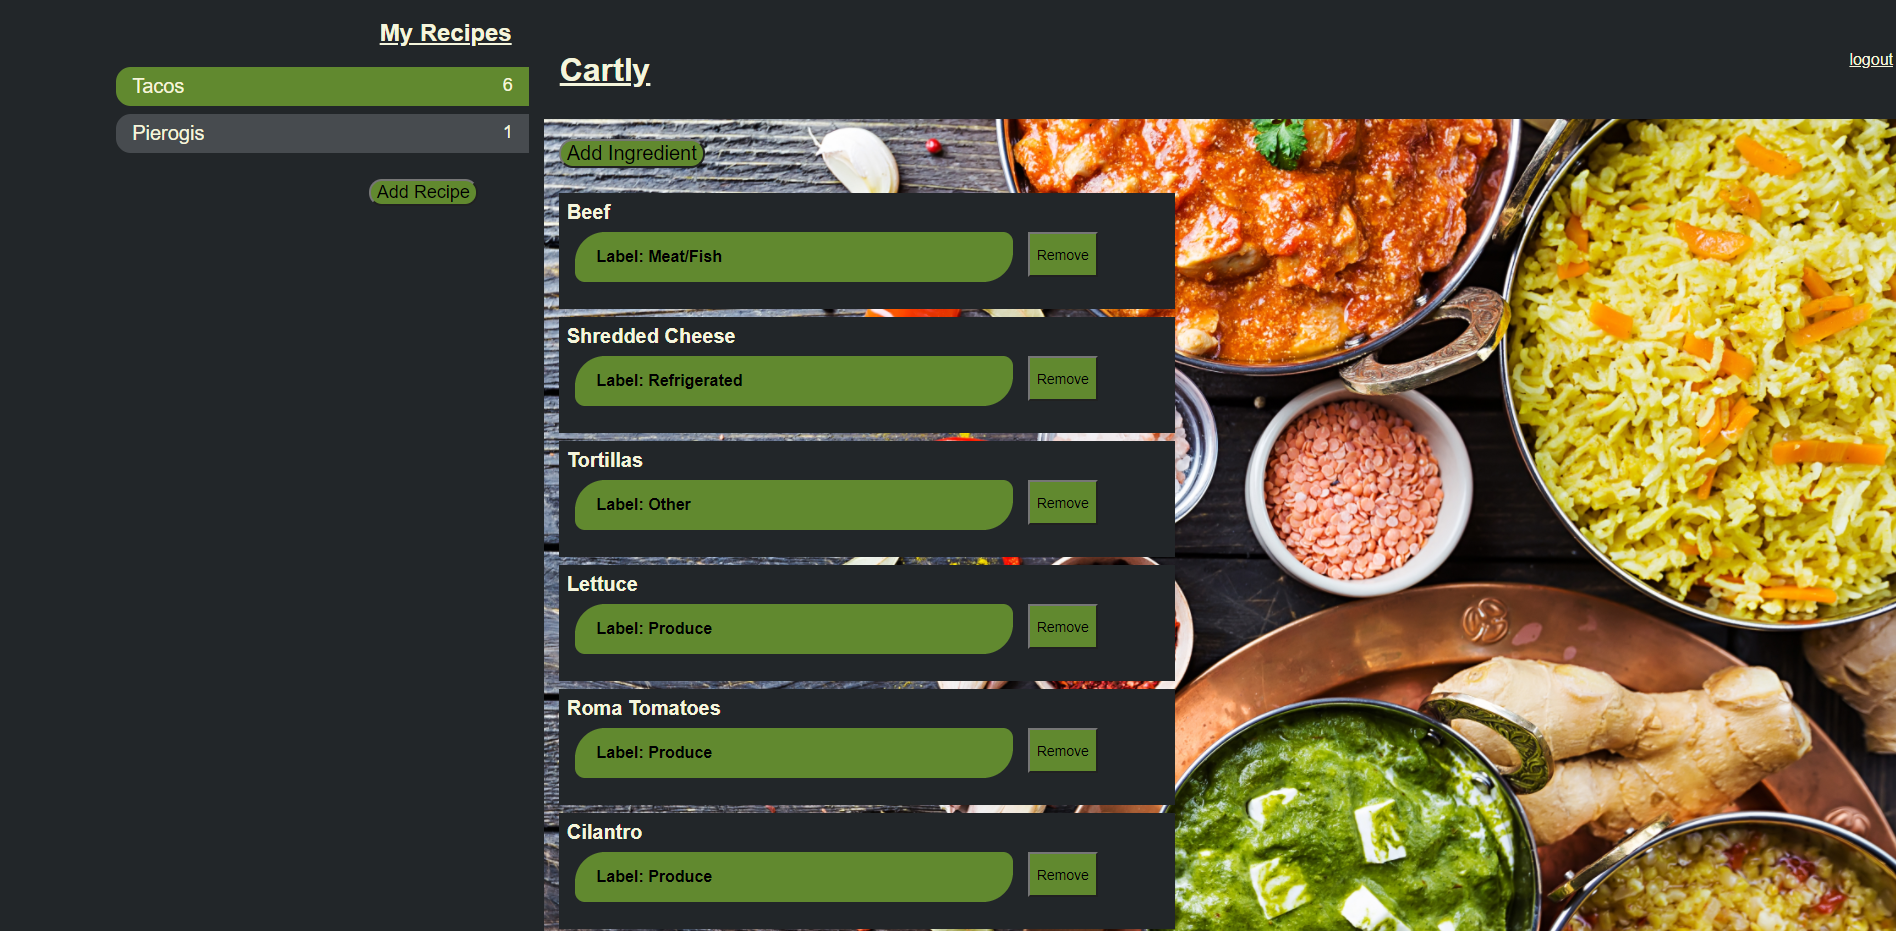 My Recipes
Tacos 6
Pierogis 1
Add Recipe
Cartly
logout
Add Ingredient
Beef
Label: Meat/Fish Remove
Shredded Cheese
Label: Refrigerated Remove
Tortillas
Label: Other Remove
Lettuce
Label: Produce Remove
Roma Tomatoes
Label: Produce Remove
Cilantro
Label: Produce Remove